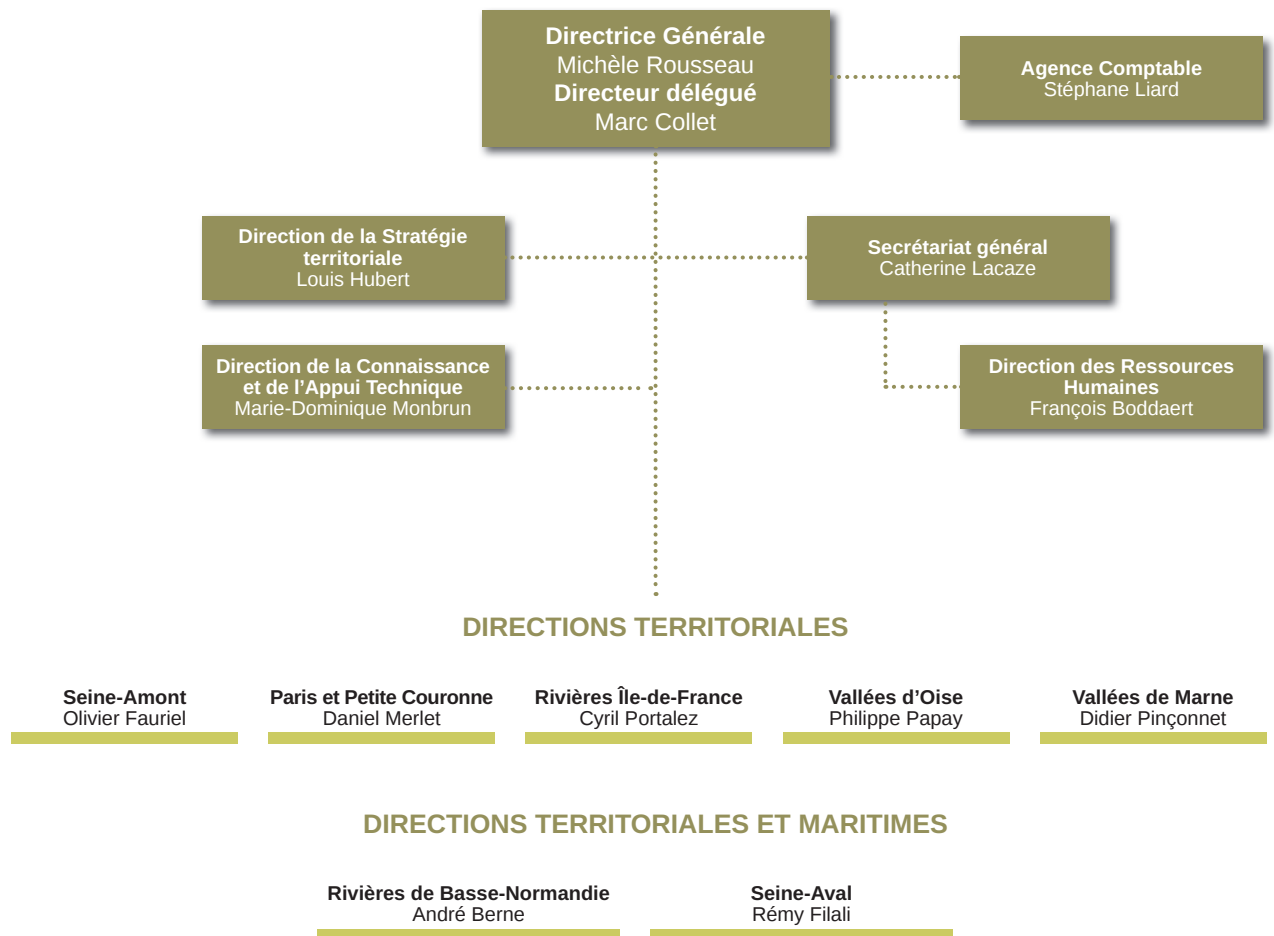 Directrice Générale
Michèle Rousseau
Directeur délégué
Marc Collet
Agence Comptable
Stéphane Liard
Direction de la Stratégie
territoriale
Louis Hubert
Secrétariat général
Catherine Lacaze
Direction de la Connaissance
et de l’Appui Technique
Marie-Dominique Monbrun
Direction des Ressources
Humaines
François Boddaert
DIRECTIONS TERRITORIALES
Seine-Amont
Olivier Fauriel
Paris et Petite Couronne
Daniel Merlet
Rivières Île-de-France
Cyril Portalez
Vallées d’Oise
Philippe Papay
Vallées de Marne
Didier Pinçonnet
DIRECTIONS TERRITORIALES ET MARITIMES
Rivières de Basse-Normandie
André Berne
Seine-Aval
Rémy Filali